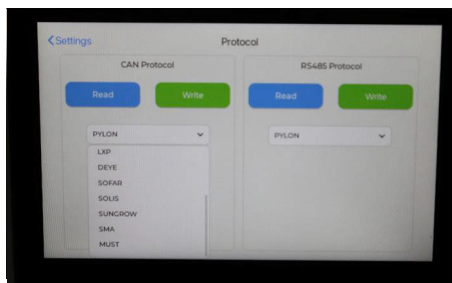 Settings
Protocol
CAN Protocol
RS485 Protocol
Read
Write
Read
Write
PYLON
PYLON
LXP
DEYE
SOFAR
SOLIS
SUNGROW
SMA
MUST